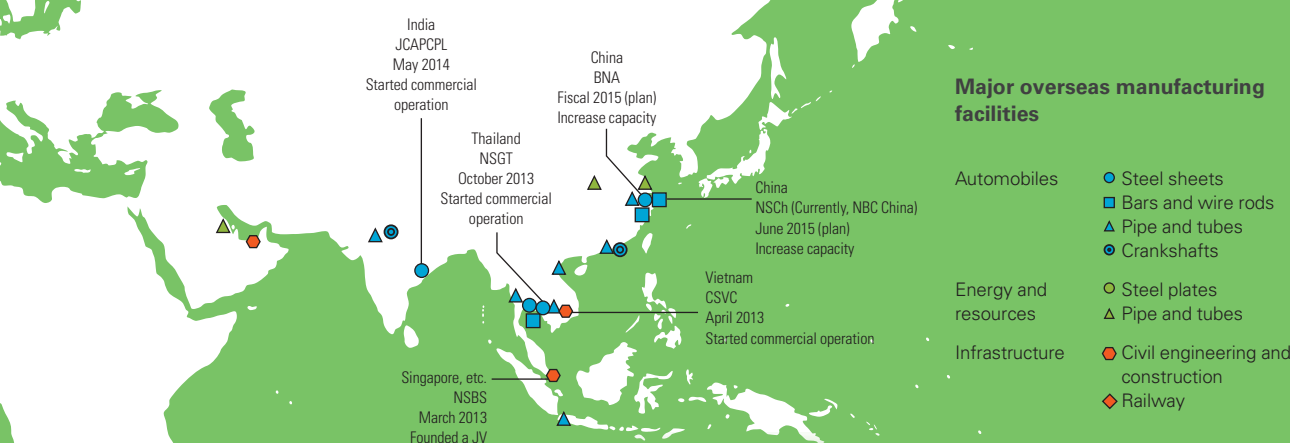 India
JCAPCPL
May 2014
Started commercial
operation
China
BNA
Fiscal 2015 (plan)
Increase capacity
Thailand
NSGT
October 2013
Started commercial
operation
China
NSCh (Currently, NBC China)
June 2015 (plan)
Increase capacity
Vietnam
CSVC
April 2013
Started commercial operation
Singapore, etc.
NSBS
March 2013
Founded a JV
Major overseas manufacturing
facilities
Automobiles
Steel sheets
Bars and wire rods
Pipe and tubes
Crankshafts
Energy and
resources
Steel plates
Pipe and tubes
Infrastructure
Civil engineering and
construction
Railway